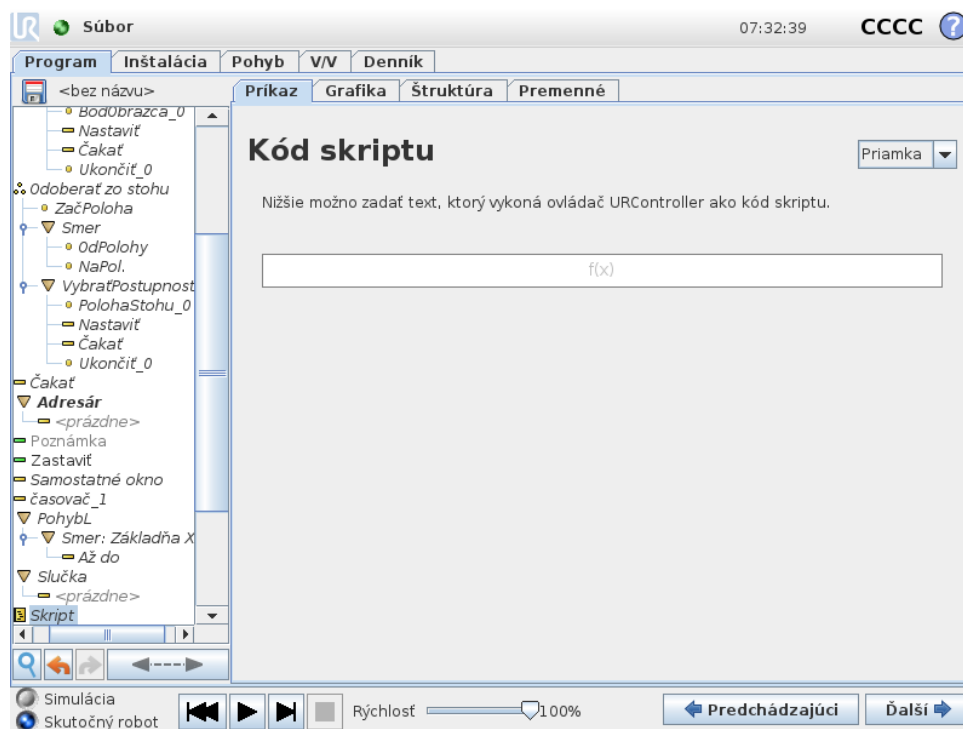 UR Súbor 07:32:39 CCCC ?
Program Inštalácia Pohyb V/V Denník
<bez názvu> Príkaz Grafika Štruktúra Premenné
BodObrazca_0
Nastaviť
Čakať
Ukončiť_0
Odoberať zo stohu
ZačPoloha
Smer
OdPolohy
NaPol.
VybraťPostupnost
PolohaStohu_0
Nastaviť
Čakať
Ukončiť_0
Čakať
Adresár
<prázdne>
Poznámka
Zastaviť
Samostatné okno
časovač_1
PohybL
Smer: Základňa X
Až do
Slučka
<prázdne>
Skript
Kód skriptu
Priamka
Nižšie možno zadať text, ktorý vykoná ovládač URController ako kód skriptu.
f(x)
Simulácia
Skutočný robot
Rýchlosť 100%
Predchádzajúci Ďalší